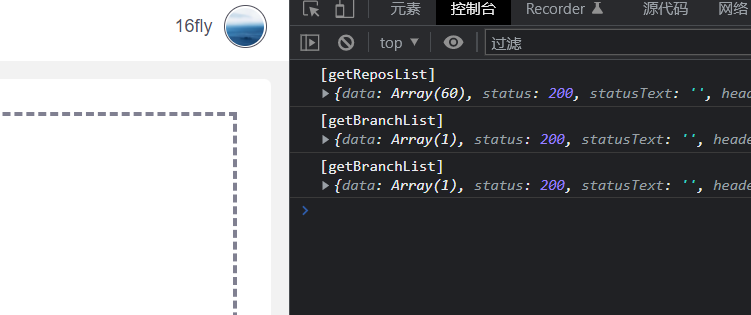 16fly
元素 控制台 Recorder 源代码 网络
top 过滤
[getReposList]
{data: Array(60), status: 200, statusText: '', heade
[getBranchList]
{data: Array(1), status: 200, statusText: '', heade
[getBranchList]
{data: Array(1), status: 200, statusText: '', heade